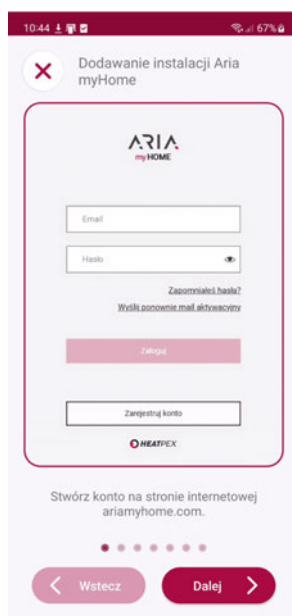 10:44
67%
Dodawanie instalacji Aria
myHome
ARIA
myHOME
Email
Hasło
Zapomniałeś hasła?
Wyślij ponownie mail aktywacyjny
Zaloguj
Zarejestruj konto
HEATPEX
Stwórz konto na stronie internetowej
ariamyhome.com.
Wstecz
Dalej